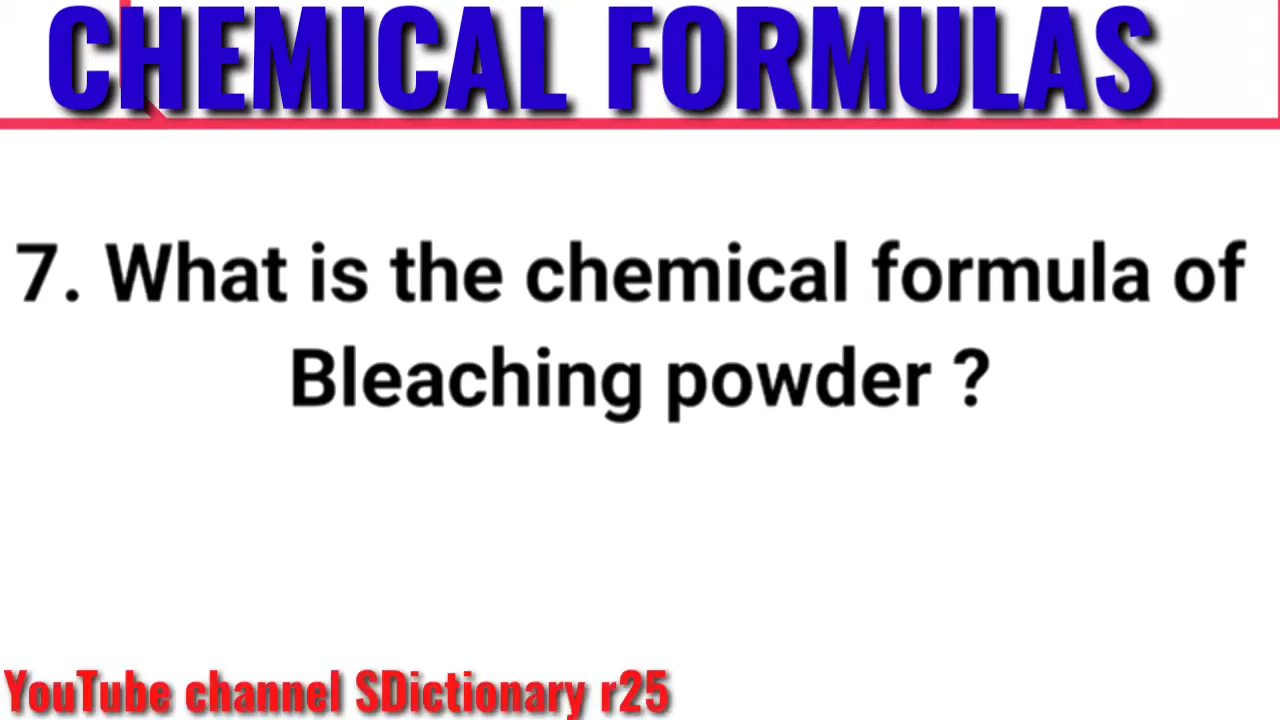 CHEMICAL FORMULAS
7. What is the chemical formula of
Bleaching powder ?
YouTube channel SDictionary r25